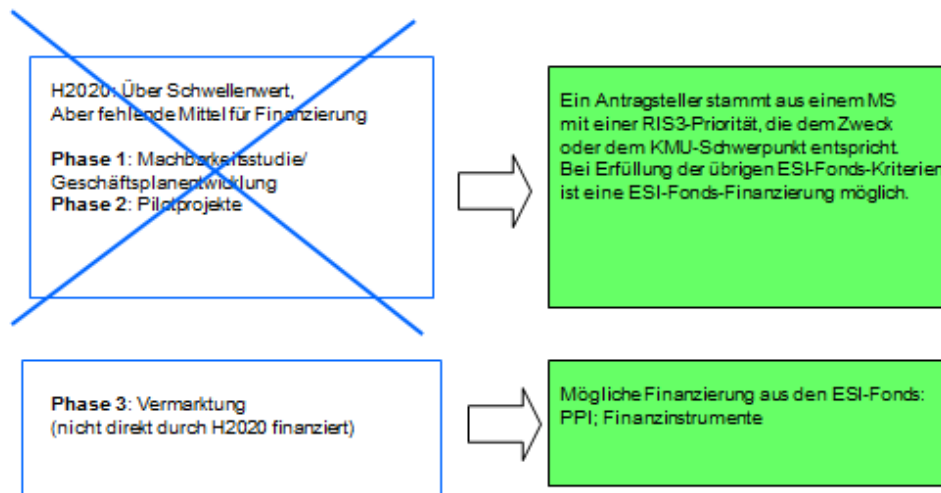 H2020: Über Schwellenwert,
Aber fehlende Mittel für Finanzierung
Phase 1: Machbarkeitsstudie/
Geschäftsplanentwicklung
Phase 2: Pilotprojekte
Ein Antragsteller stammt aus einem MS
mit einer RIS3-Priorität, die dem Zweck
oder dem KMU-Schwerpunkt entspricht.
Bei Erfüllung der übrigen ESI-Fonds-Kriterien
ist eine ESI-Fonds-Finanzierung möglich.
Phase 3: Vermarktung
(nicht direkt durch H2020 finanziert)
Mögliche Finanzierung aus den ESI-Fonds:
PPI; Finanzinstrumente